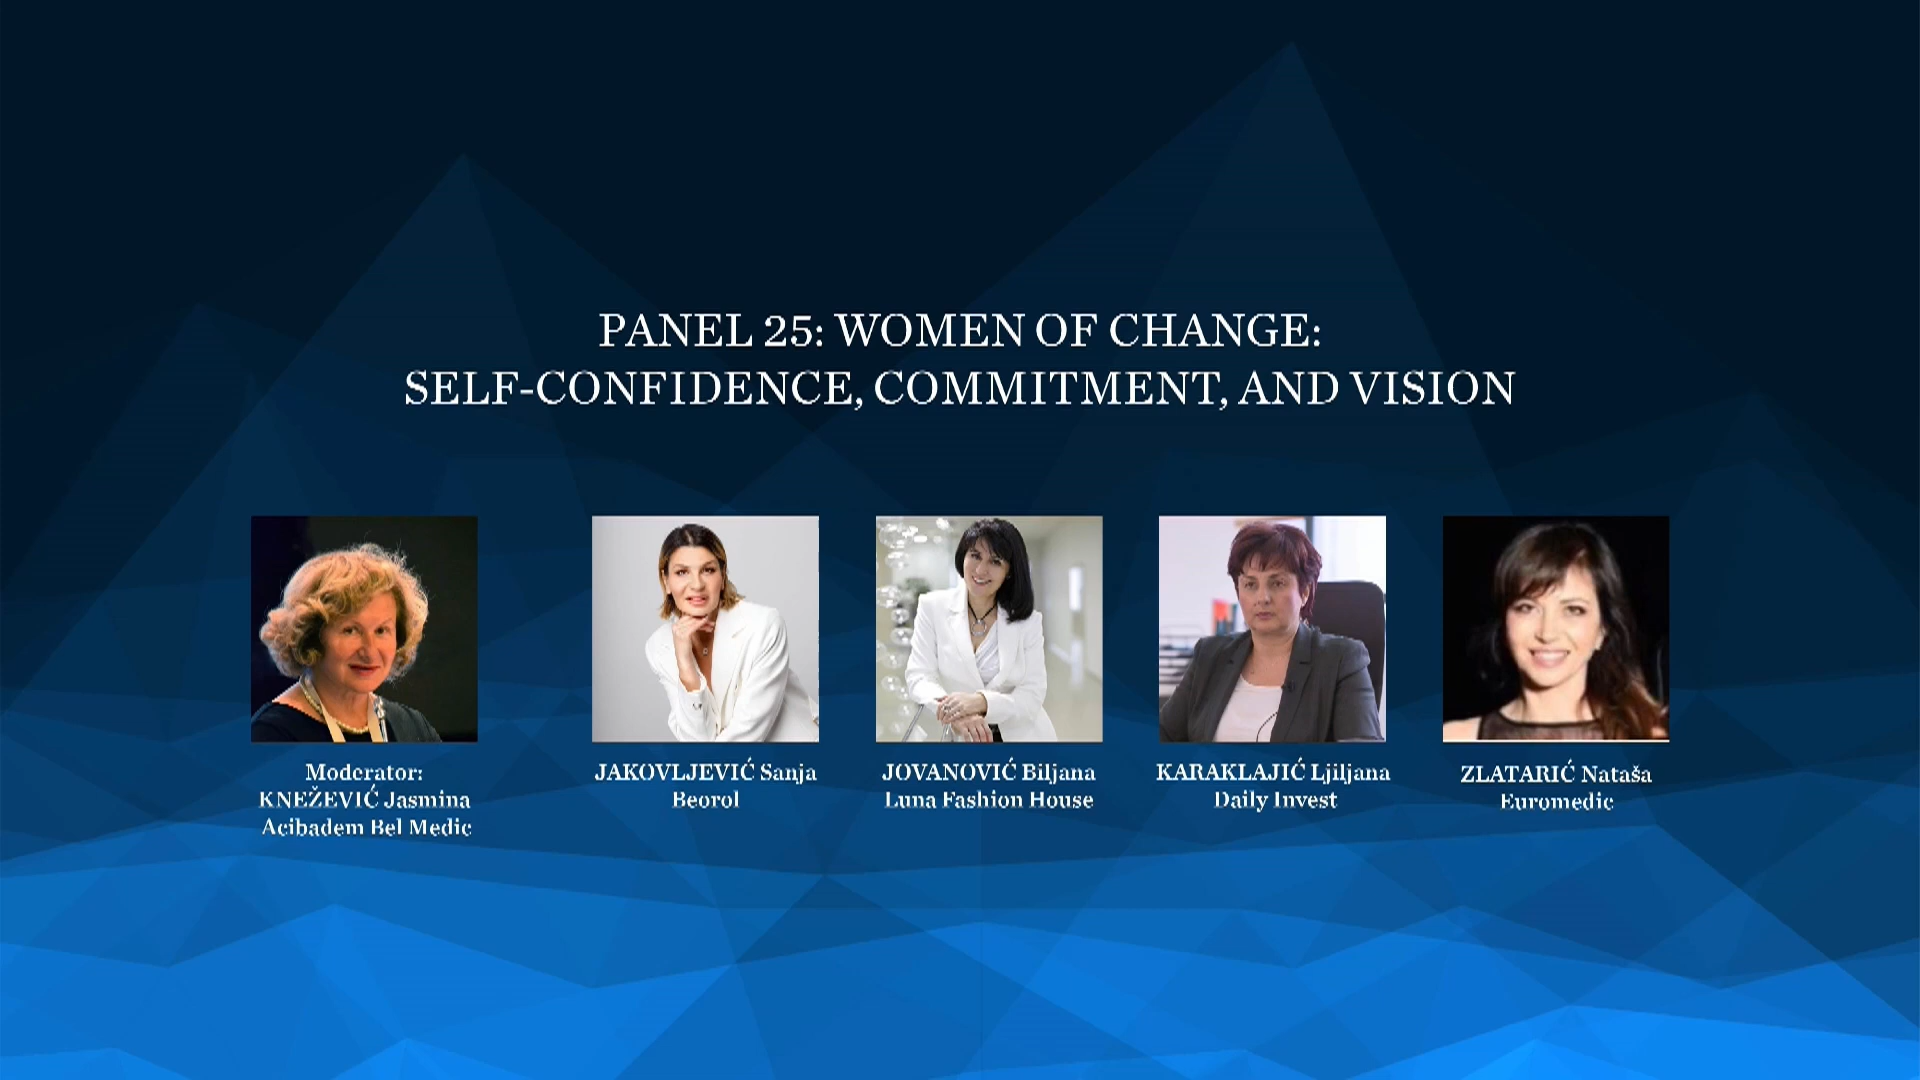 PANEL 25: WOMEN OF CHANGE:
SELF-CONFIDENCE, COMMITMENT, AND VISION
Moderator:
KNEŽEVIĆ Jasmina
Acibadem Bel Medic
JAKOVLJEVIĆ Sanja
Beorol
JOVANOVIĆ Biljana
Luna Fashion House
KARAKLAJIĆ Ljiljana
Daily Invest
ZLATARIĆ Nataša
Euromedic